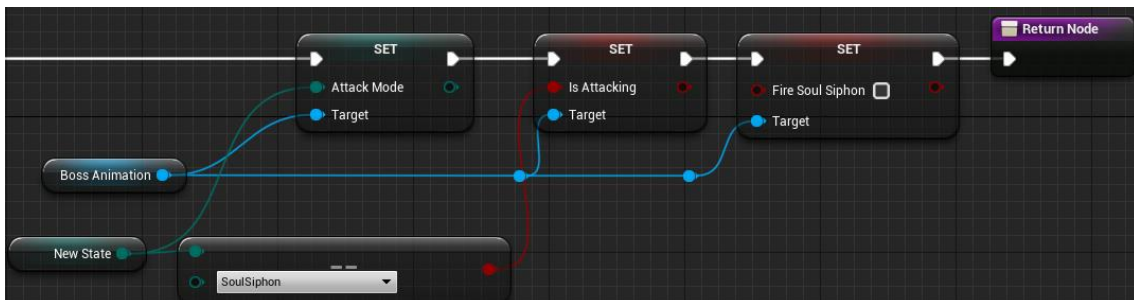 SET
Attack Mode
Target
SET
Is Attacking
Target
SET
Fire Soul Siphon
Target
Return Node
Boss Animation
New State
==
SoulSiphon